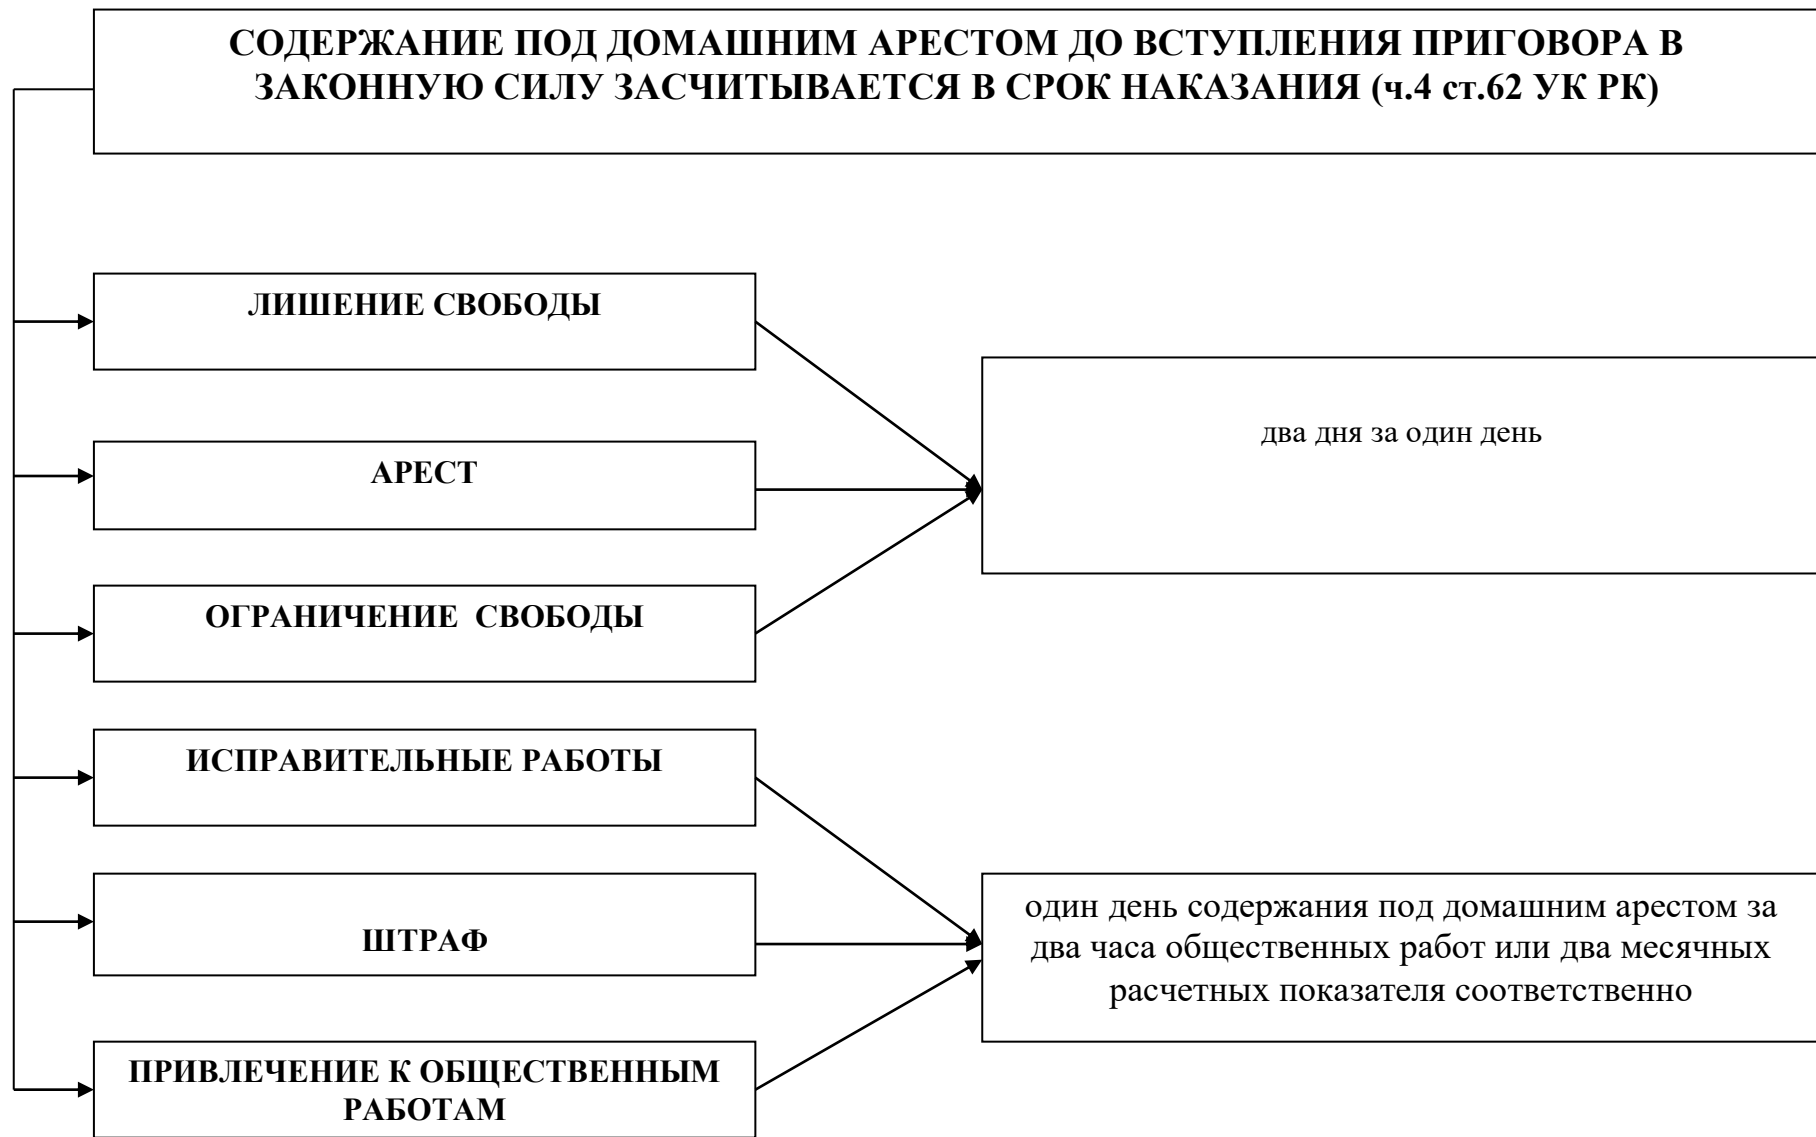 СОДЕРЖАНИЕ ПОД ДОМАШНИМ АРЕСТОМ ДО ВСТУПЛЕНИЯ ПРИГОВОРА В
ЗАКОННУЮ СИЛУ ЗАСЧИТЫВАЕТСЯ В СРОК НАКАЗАНИЯ (ч.4 ст.62 УК РК)
ЛИШЕНИЕ СВОБОДЫ
АРЕСТ
ОГРАНИЧЕНИЕ СВОБОДЫ
два дня за один день
ИСПРАВИТЕЛЬНЫЕ РАБОТЫ
ШТРАФ
ПРИВЛЕЧЕНИЕ К ОБЩЕСТВЕННЫМ
РАБОТАМ
один день содержания под домашним арестом за
два часа общественных работ или два месячных
расчетных показателя соответственно